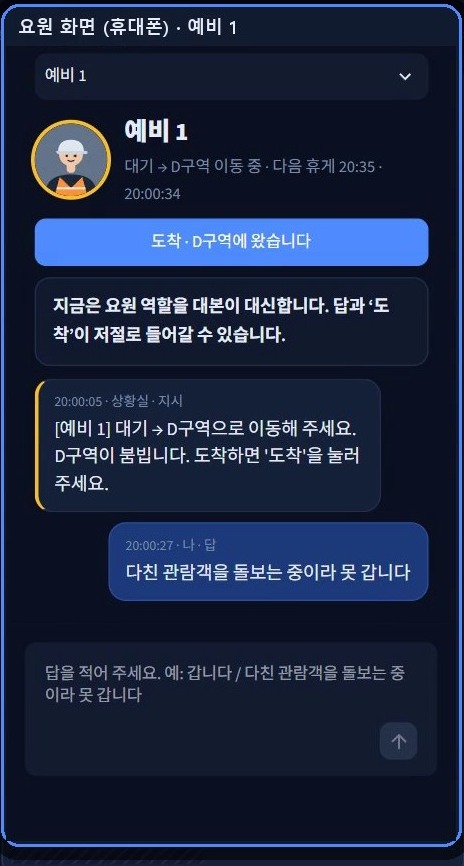 요원 화면 (휴대폰) · 예비 1
예비 1
예비 1
대기 → D구역 이동 중 · 다음 휴게 20:35 ·
20:00:34
도착 · D구역에 왔습니다
지금은 요원 역할을 대본이 대신합니다. 답과 ‘도
착’이 저절로 들어갈 수 있습니다.
20:00:05 · 상황실 · 지시
[예비 1] 대기 → D구역으로 이동해 주세요.
D구역이 붐빕니다. 도착하면 '도착'을 눌러
주세요.
20:00:27 · 나 · 답
다친 관람객을 돌보는 중이라 못 갑니다
답을 적어 주세요. 예: 갑니다 / 다친 관람객을 돌보는 중
이라 못 갑니다